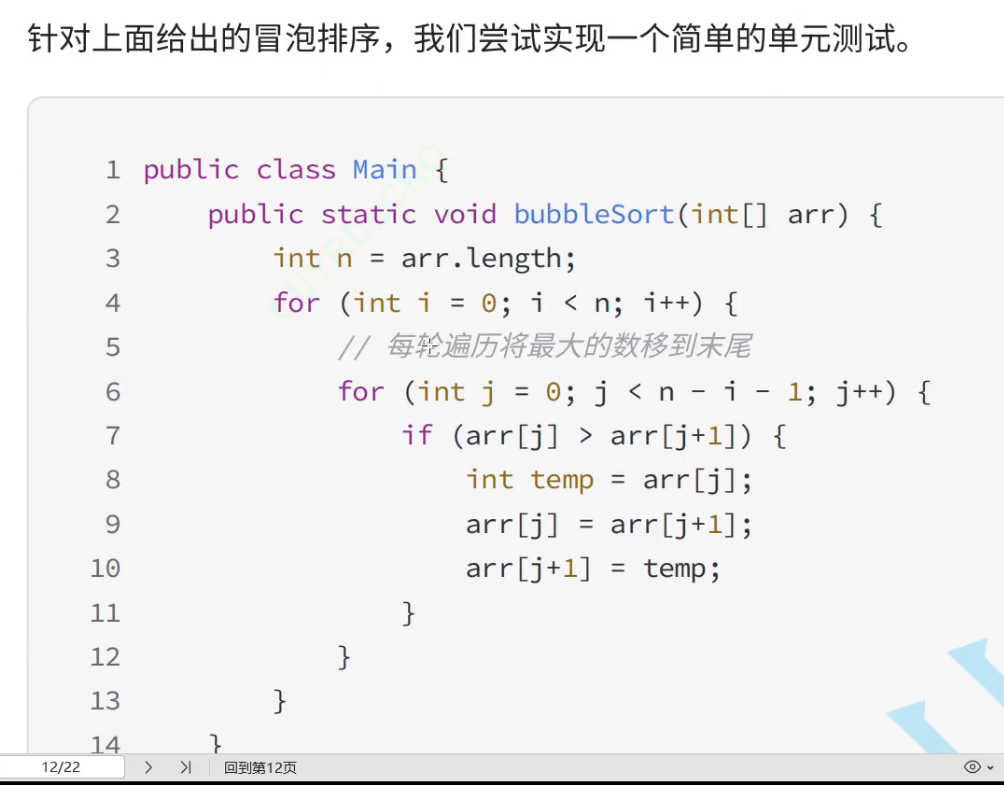 针对上面给出的冒泡排序，我们尝试实现一个简单的单元测试。
1 public class Main {
2     public static void bubbleSort(int[] arr) {
3         int n = arr.length;
4         for (int i = 0; i < n; i++) {
5             // 每轮遍历将最大的数移到末尾
6             for (int j = 0; j < n - i - 1; j++) {
7                 if (arr[j] > arr[j+1]) {
8                     int temp = arr[j];
9                     arr[j] = arr[j+1];
10                     arr[j+1] = temp;
11                 }
12             }
13         }
14     }
12/22 回到第12页